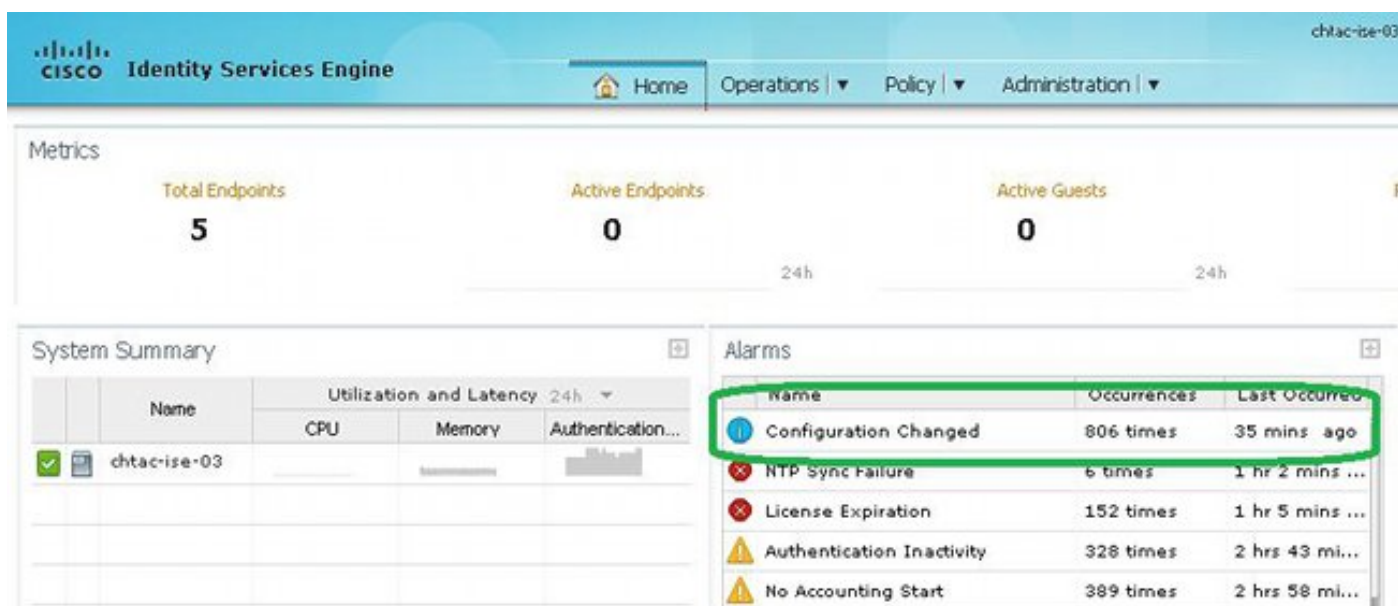 chtac-ise-03
CISCO Identity Services Engine
Home Operations | ▼ Policy | ▼ Administration | ▼
Metrics
Total Endpoints Active Endpoints Active Guests
5 0 0
24h 24h
System Summary Alarms
Name Utilization and Latency 24h Name Occurrences Last Occurred
CPU Memory Authentication...
chtac-ise-03 Configuration Changed 806 times 35 mins ago
NTP Sync Failure 6 times 1 hr 2 mins ...
License Expiration 152 times 1 hr 5 mins ...
Authentication Inactivity 328 times 2 hrs 43 mi...
No Accounting Start 389 times 2 hrs 58 mi...